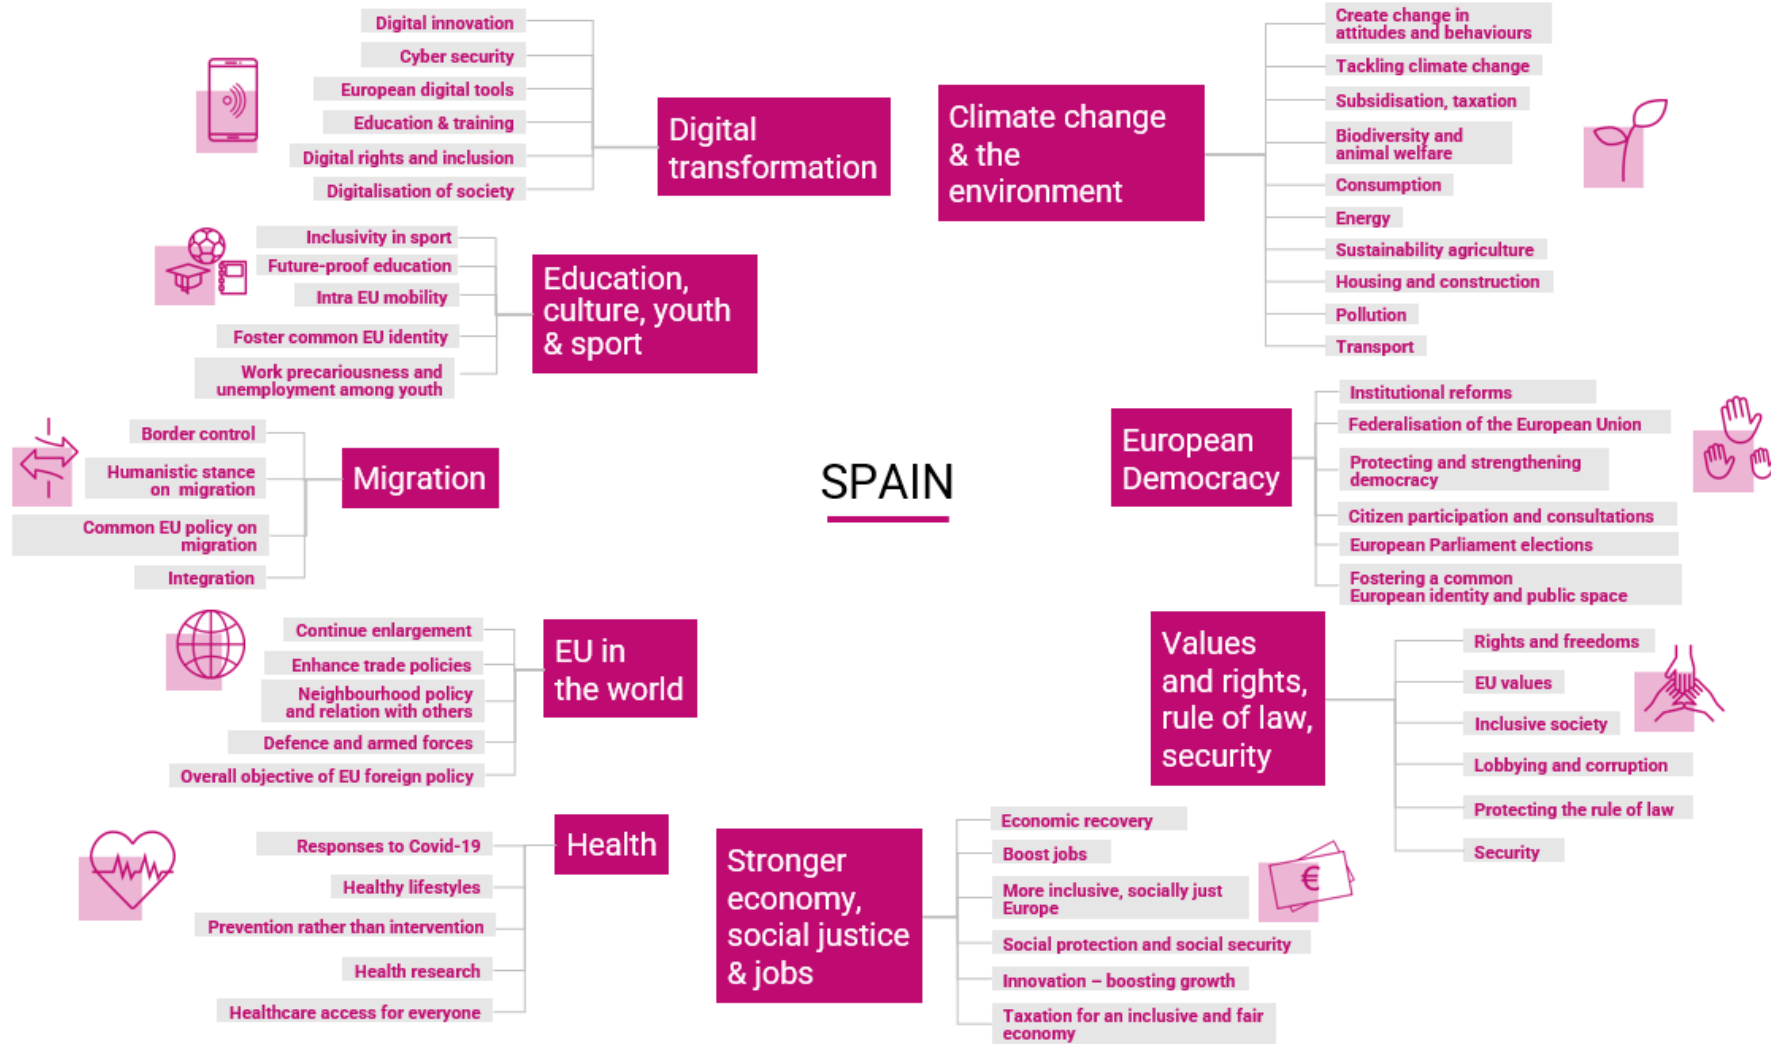 SPAIN
Digital
transformation
Digital innovation
Cyber security
European digital tools
Education & training
Digital rights and inclusion
Digitalisation of society
Education,
culture, youth
& sport
Inclusivity in sport
Future-proof education
Intra EU mobility
Foster common EU identity
Work precariousness and
unemployment among youth
Migration
Border control
Humanistic stance
on migration
Common EU policy on
migration
Integration
EU in
the world
Continue enlargement
Enhance trade policies
Neighbourhood policy
and relation with others
Defence and armed forces
Overall objective of EU foreign policy
Health
Responses to Covid-19
Healthy lifestyles
Prevention rather than intervention
Health research
Healthcare access for everyone
Climate change
& the
environment
Create change in
attitudes and behaviours
Tackling climate change
Subsidisation, taxation
Biodiversity and
animal welfare
Consumption
Energy
Sustainability agriculture
Housing and construction
Pollution
Transport
European
Democracy
Institutional reforms
Federalisation of the European Union
Protecting and strengthening
democracy
Citizen participation and consultations
European Parliament elections
Fostering a common
European identity and public space
Values
and rights,
rule of law,
security
Rights and freedoms
EU values
Inclusive society
Lobbying and corruption
Protecting the rule of law
Security
Stronger
economy,
social justice
& jobs
Economic recovery
Boost jobs
More inclusive, socially just
Europe
Social protection and social security
Innovation – boosting growth
Taxation for an inclusive and fair
economy
€